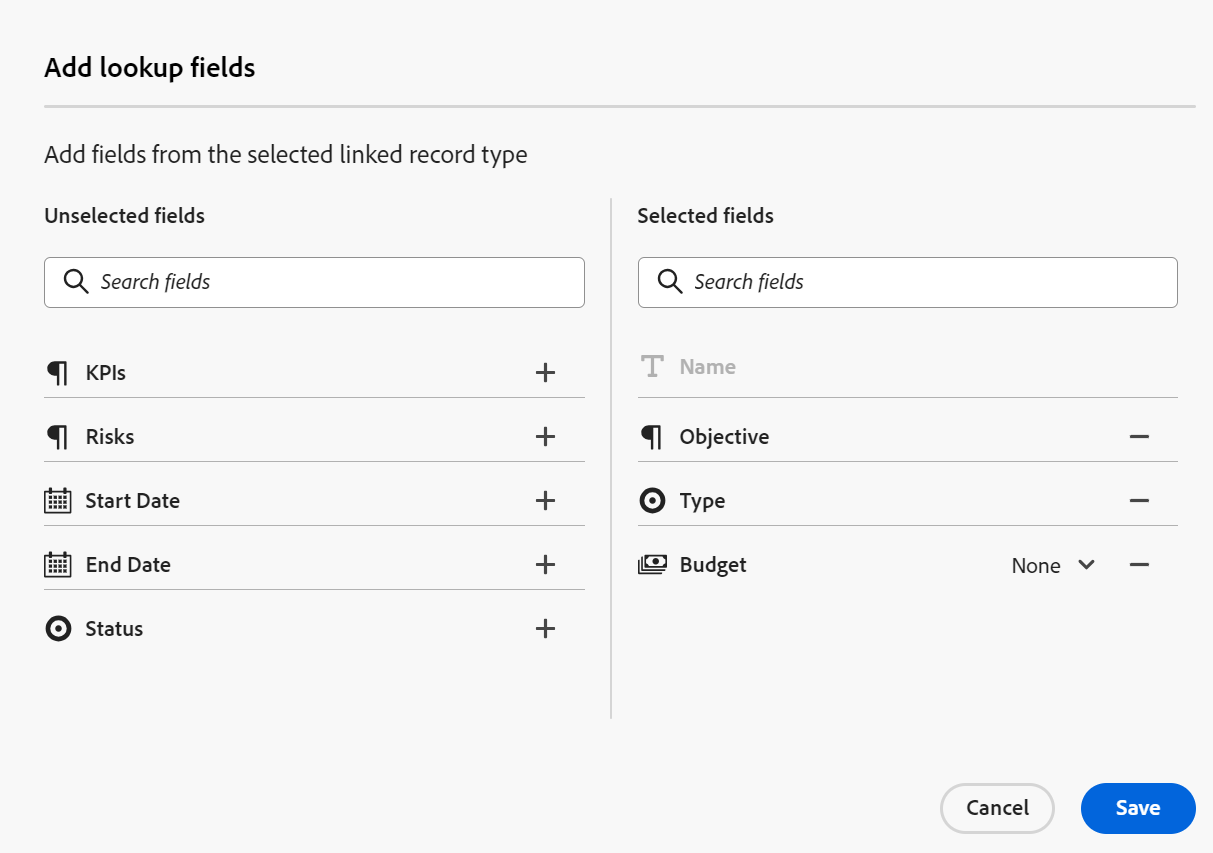 Add lookup fields
Add fields from the selected linked record type
Unselected fields
Search fields
KPIs
Risks
Start Date
End Date
Status
Selected fields
Search fields
Name
Objective
Type
Budget None
Cancel Save